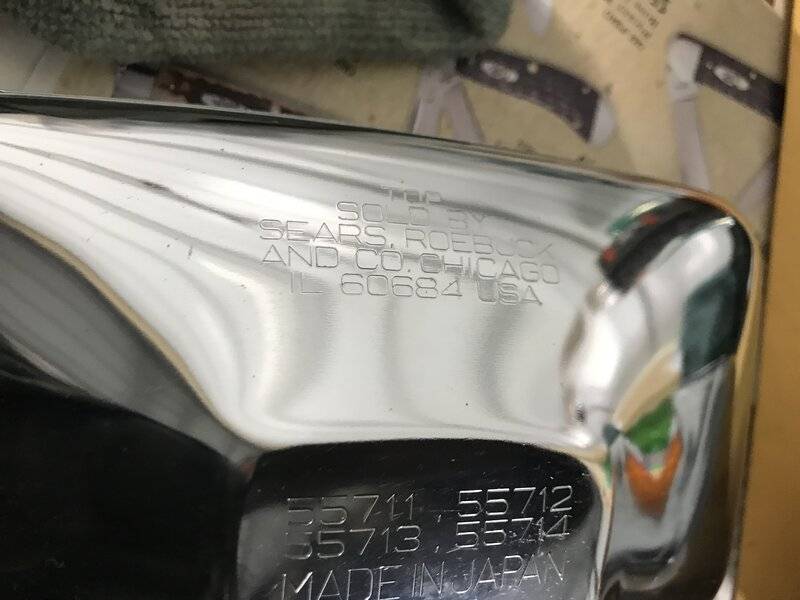 TOP
SOLD BY
SEARS, ROEBUCK
AND CO. CHICAGO
IL 60684 USA
55711 . 55712
55713 . 55714
MADE IN JAPAN